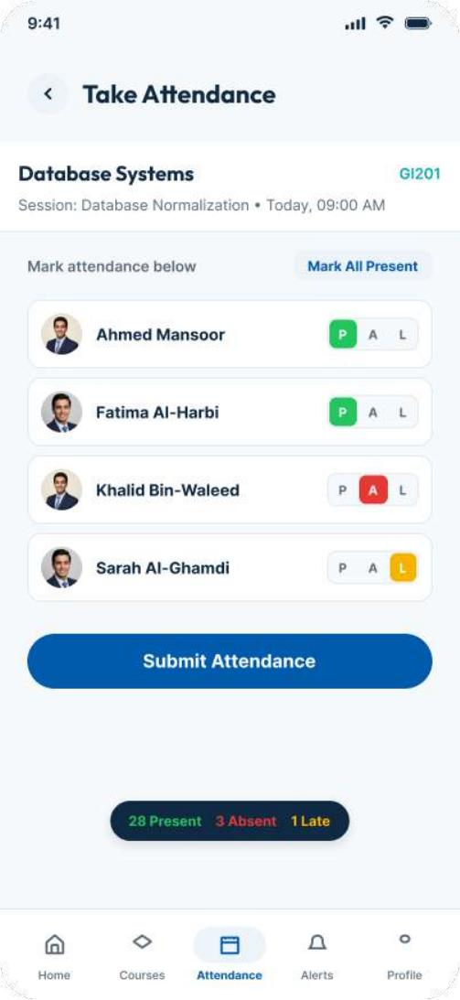 9:41
Take Attendance
Database Systems GI201
Session: Database Normalization • Today, 09:00 AM
Mark attendance below Mark All Present
Ahmed Mansoor P A L
Fatima Al-Harbi P A L
Khalid Bin-Waleed P A L
Sarah Al-Ghamdi P A L
Submit Attendance
28 Present 3 Absent 1 Late
Home Courses Attendance Alerts Profile